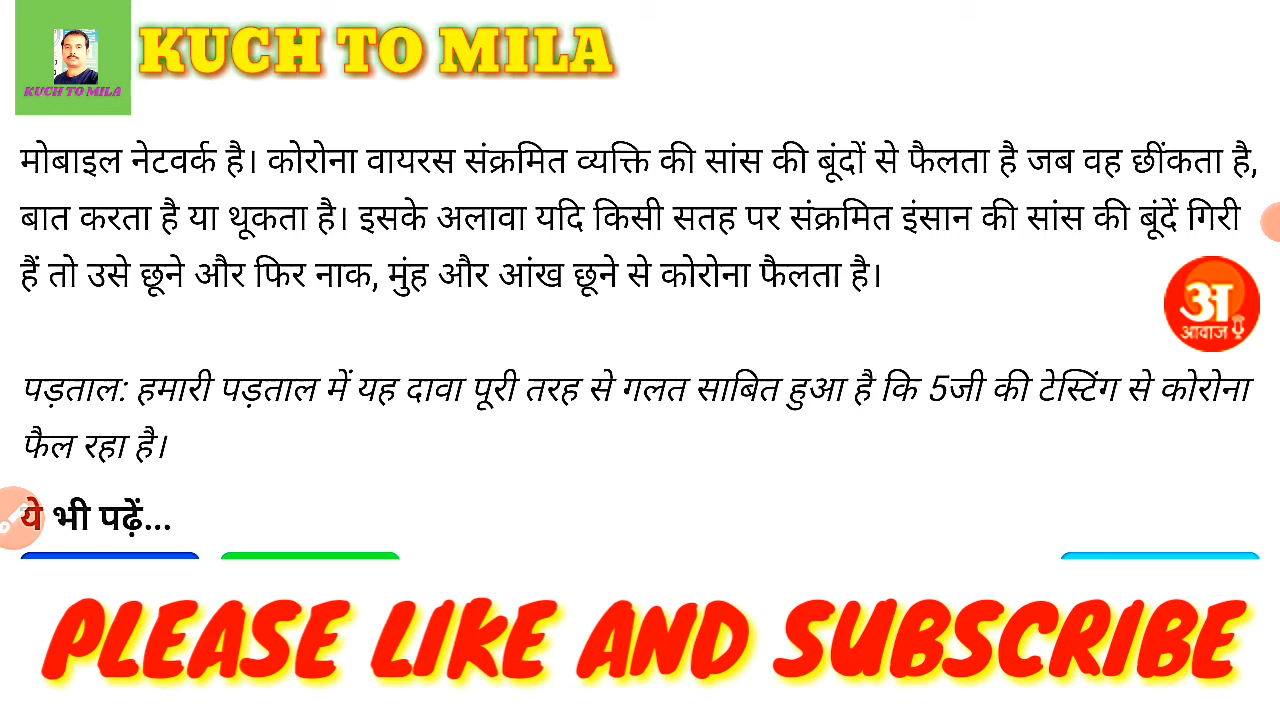 KUCH TO MILA
KUCH TO MILA
मोबाइल नेटवर्क है। कोरोना वायरस संक्रमित व्यक्ति की सांस की बूंदों से फैलता है जब वह छींकता है,
बात करता है या थूकता है। इसके अलावा यदि किसी सतह पर संक्रमित इंसान की सांस की बूंदें गिरी
हैं तो उसे छूने और फिर नाक, मुंह और आंख छूने से कोरोना फैलता है।
अ
आवाज
पड़ताल: हमारी पड़ताल में यह दावा पूरी तरह से गलत साबित हुआ है कि 5जी की टेस्टिंग से कोरोना
फैल रहा है।
ये भी पढ़ें...
PLEASE LIKE AND SUBSCRIBE